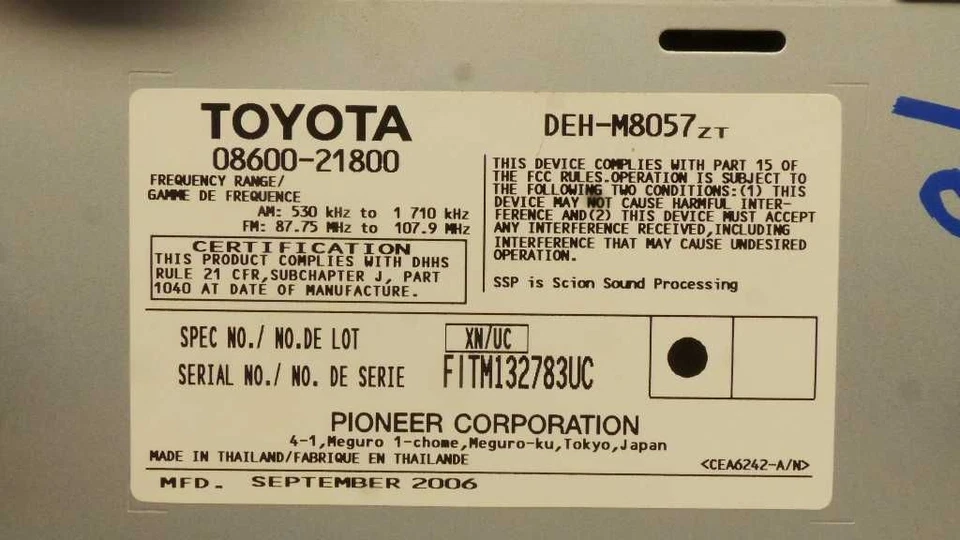 TOYOTA
08600-21800
FREQUENCY RANGE/
GAMME DE FREQUENCE
AM: 530 kHz to 1 710 kHz
FM: 87.75 MHz to 107.9 MHz
CERTIFICATION
THIS PRODUCT COMPLIES WITH DHHS
RULE 21 CFR,SUBCHAPTER J, PART
1040 AT DATE OF MANUFACTURE.
DEH-M8057ZT
THIS DEVICE COMPLIES WITH PART 15 OF
THE FCC RULES.OPERATION IS SUBJECT TO
THE FOLLOWING TWO CONDITIONS:(1) THIS
DEVICE MAY NOT CAUSE HARMFUL INTER-
FERENCE AND(2) THIS DEVICE MUST ACCEPT
ANY INTERFERENCE RECEIVED,INCLUDING
INTERFERENCE THAT MAY CAUSE UNDESIRED
OPERATION.
SSP is Scion Sound Processing
SPEC NO./ NO.DE LOT XN/UC
SERIAL NO./ NO. DE SERIE FITM132783UC
PIONEER CORPORATION
4-1,Meguro 1-chome,Meguro-ku,Tokyo,Japan
MADE IN THAILAND/FABRIQUE EN THAILANDE
<CEA6242-A/N>
MFD. SEPTEMBER 2006